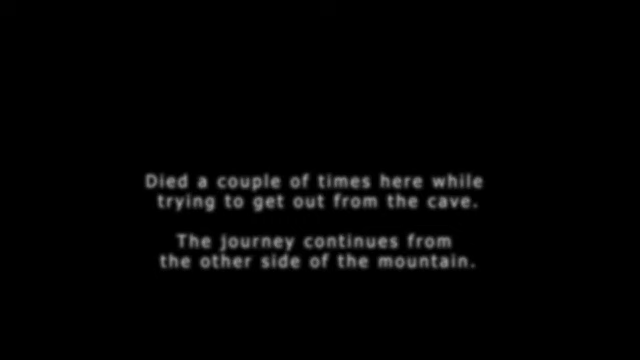 Died a couple of times here while
trying to get out from the cave.
The journey continues from
the other side of the mountain.